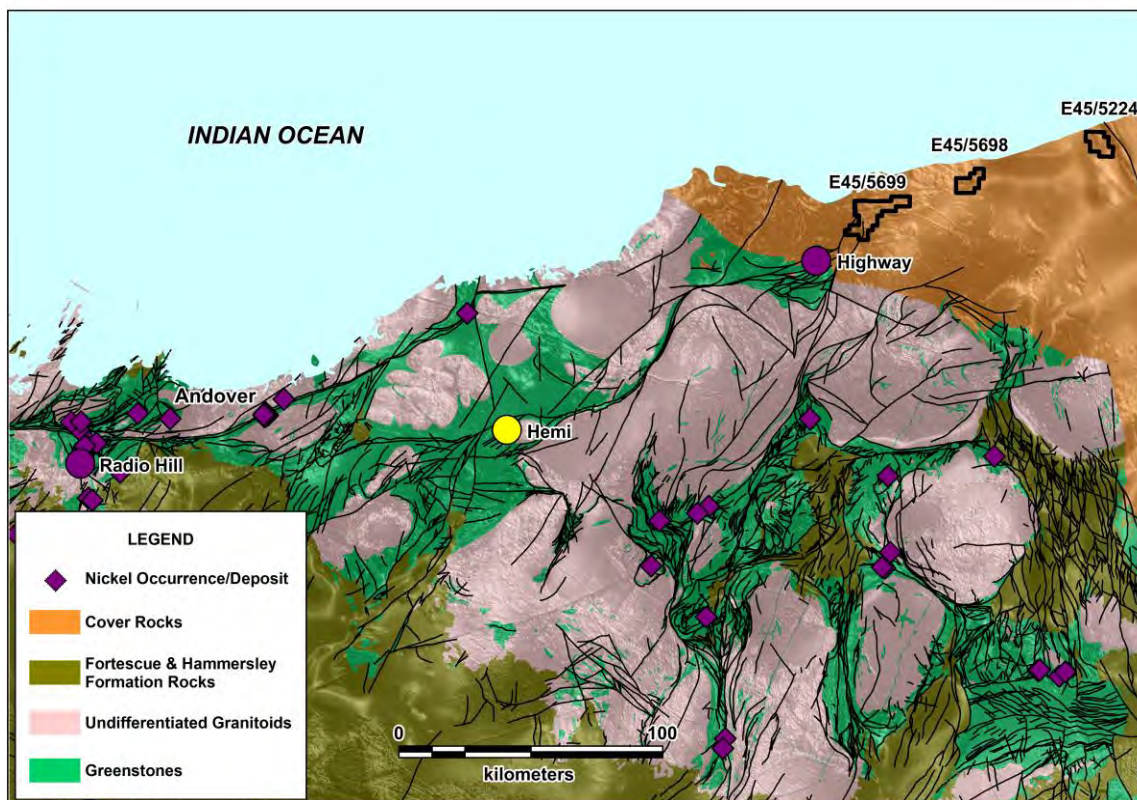 E45/5224
E45/5698
INDIAN OCEAN
E45/5699
Highway
Andover
Hemi
Radio Hill
LEGEND
Nickel Occurrence/Deposit
Cover Rocks
Fortescue & Hammersley
Formation Rocks
Undifferentiated Granitoids
Greenstones
0 100
kilometers